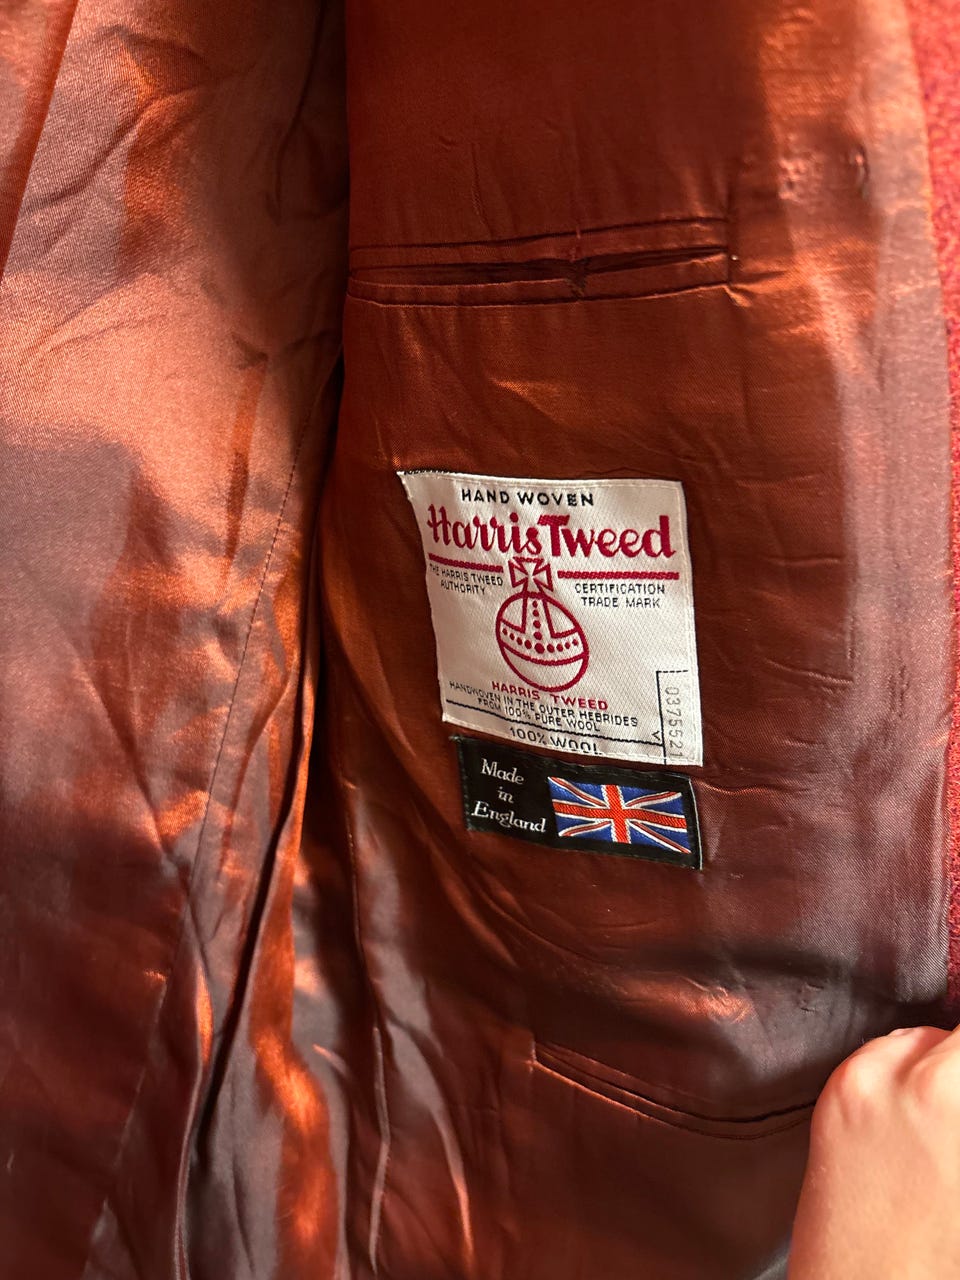 HAND WOVEN
Harris Tweed
THE HARRIS TWEED
AUTHORITY
CERTIFICATION
TRADE MARK
HARRIS TWEED
HANDWOVEN IN THE OUTER HEBRIDES
FROM 100% PURE WOOL
100% WOOL
0375521
Made
in
England